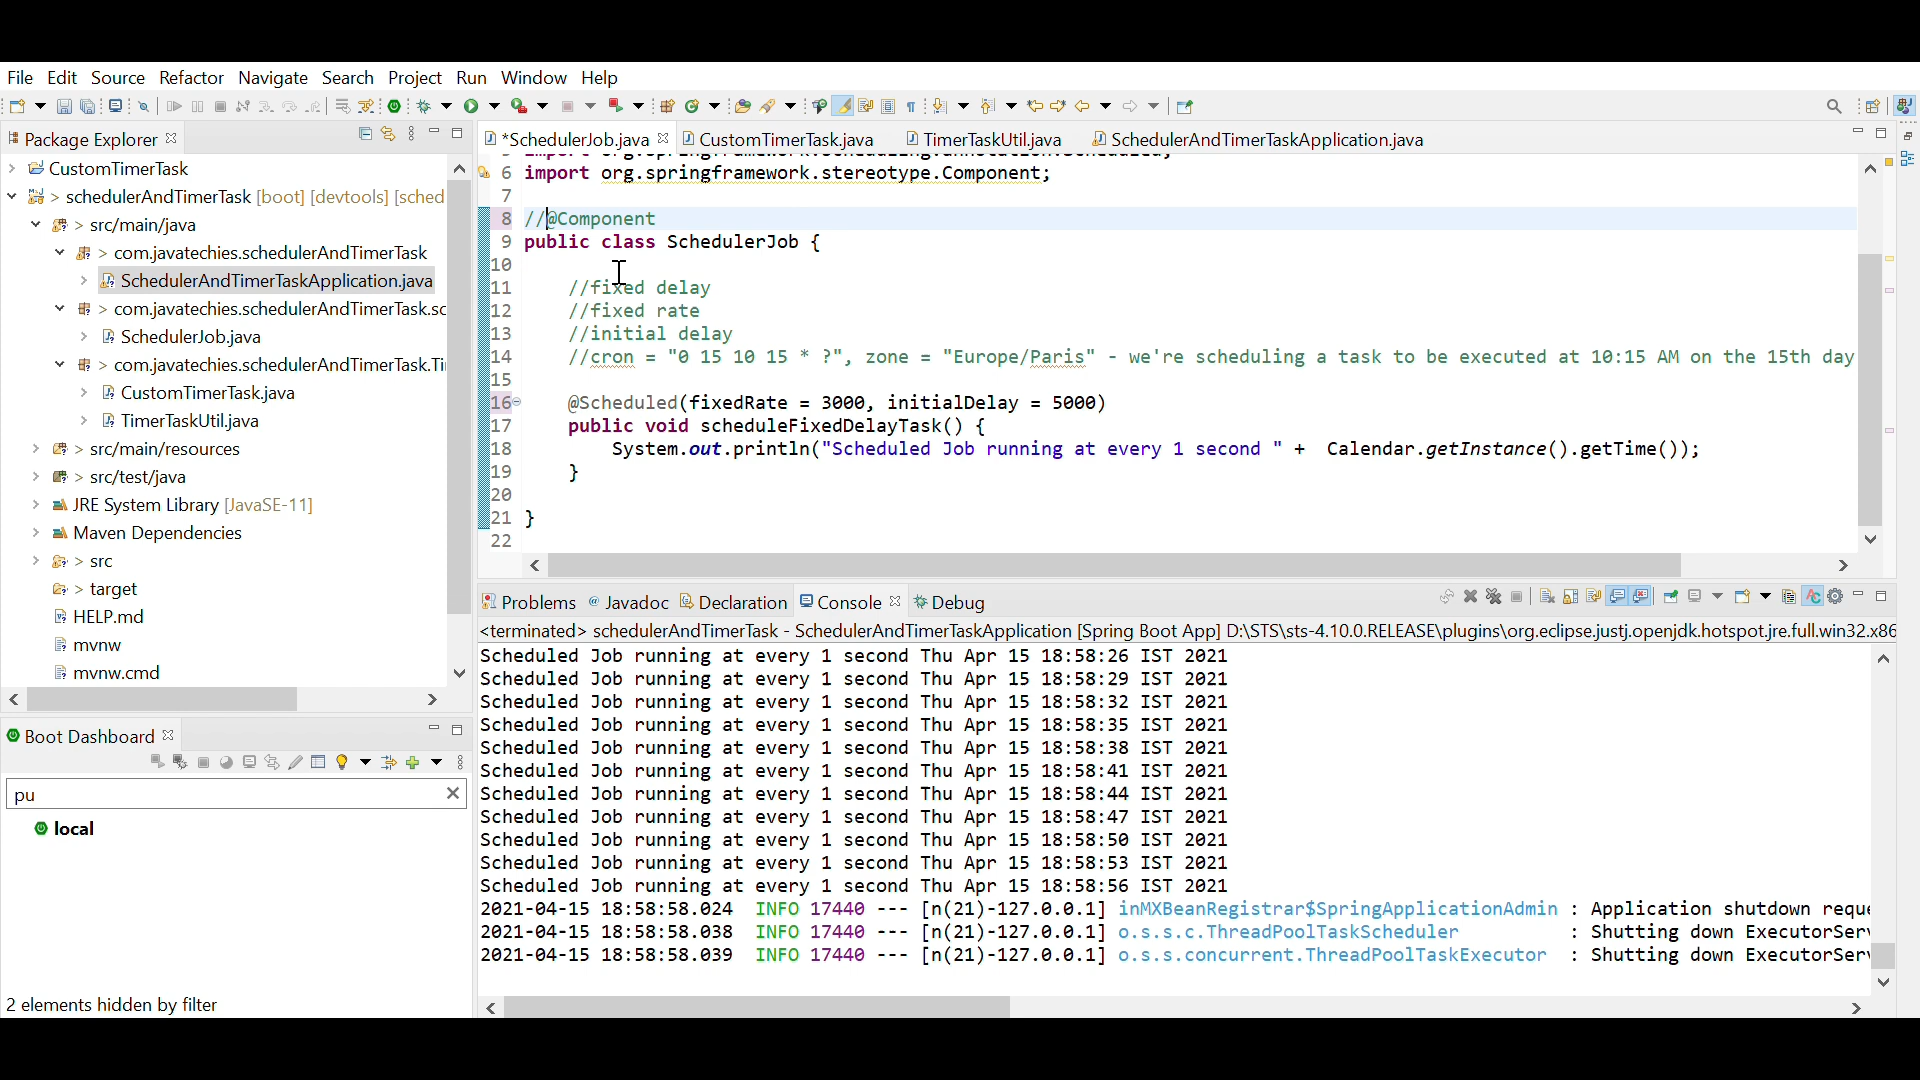 File Edit Source Refactor Navigate Search Project Run Window Help
Package Explorer
CustomTimerTask
> schedulerAndTimerTask [boot] [devtools] [sched
> src/main/java
> com.javatechies.schedulerAndTimerTask
SchedulerAndTimerTaskApplication.java
> com.javatechies.schedulerAndTimerTask.sc
SchedulerJob.java
> com.javatechies.schedulerAndTimerTask.Ti
CustomTimerTask.java
TimerTaskUtil.java
> src/main/resources
> src/test/java
JRE System Library [JavaSE-11]
Maven Dependencies
> src
> target
HELP.md
mvnw
mvnw.cmd
Boot Dashboard
pu
local
2 elements hidden by filter
*SchedulerJob.java CustomTimerTask.java TimerTaskUtil.java SchedulerAndTimerTaskApplication.java
6 import org.springframework.stereotype.Component;
7
8 //@Component
9 public class SchedulerJob {
10
11 //fixed delay
12 //fixed rate
13 //initial delay
14 //cron = "0 15 10 15 * ?", zone = "Europe/Paris" - we're scheduling a task to be executed at 10:15 AM on the 15th day
15
16 @Scheduled(fixedRate = 3000, initialDelay = 5000)
17 public void scheduleFixedDelayTask() {
18 System.out.println("Scheduled Job running at every 1 second " + Calendar.getInstance().getTime());
19 }
20
21 }
22
Problems @ Javadoc Declaration Console Debug
<terminated> schedulerAndTimerTask - SchedulerAndTimerTaskApplication [Spring Boot App] D:\STS\sts-4.10.0.RELEASE\plugins\org.eclipse.justj.openjdk.hotspot.jre.full.win32.x86
Scheduled Job running at every 1 second Thu Apr 15 18:58:26 IST 2021
Scheduled Job running at every 1 second Thu Apr 15 18:58:29 IST 2021
Scheduled Job running at every 1 second Thu Apr 15 18:58:32 IST 2021
Scheduled Job running at every 1 second Thu Apr 15 18:58:35 IST 2021
Scheduled Job running at every 1 second Thu Apr 15 18:58:38 IST 2021
Scheduled Job running at every 1 second Thu Apr 15 18:58:41 IST 2021
Scheduled Job running at every 1 second Thu Apr 15 18:58:44 IST 2021
Scheduled Job running at every 1 second Thu Apr 15 18:58:47 IST 2021
Scheduled Job running at every 1 second Thu Apr 15 18:58:50 IST 2021
Scheduled Job running at every 1 second Thu Apr 15 18:58:53 IST 2021
Scheduled Job running at every 1 second Thu Apr 15 18:58:56 IST 2021
2021-04-15 18:58:58.024 INFO 17440 --- [n(21)-127.0.0.1] inMXBeanRegistrar$SpringApplicationAdmin : Application shutdown reque
2021-04-15 18:58:58.038 INFO 17440 --- [n(21)-127.0.0.1] o.s.s.c.ThreadPoolTaskScheduler : Shutting down ExecutorSer
2021-04-15 18:58:58.039 INFO 17440 --- [n(21)-127.0.0.1] o.s.s.concurrent.ThreadPoolTaskExecutor : Shutting down ExecutorSer